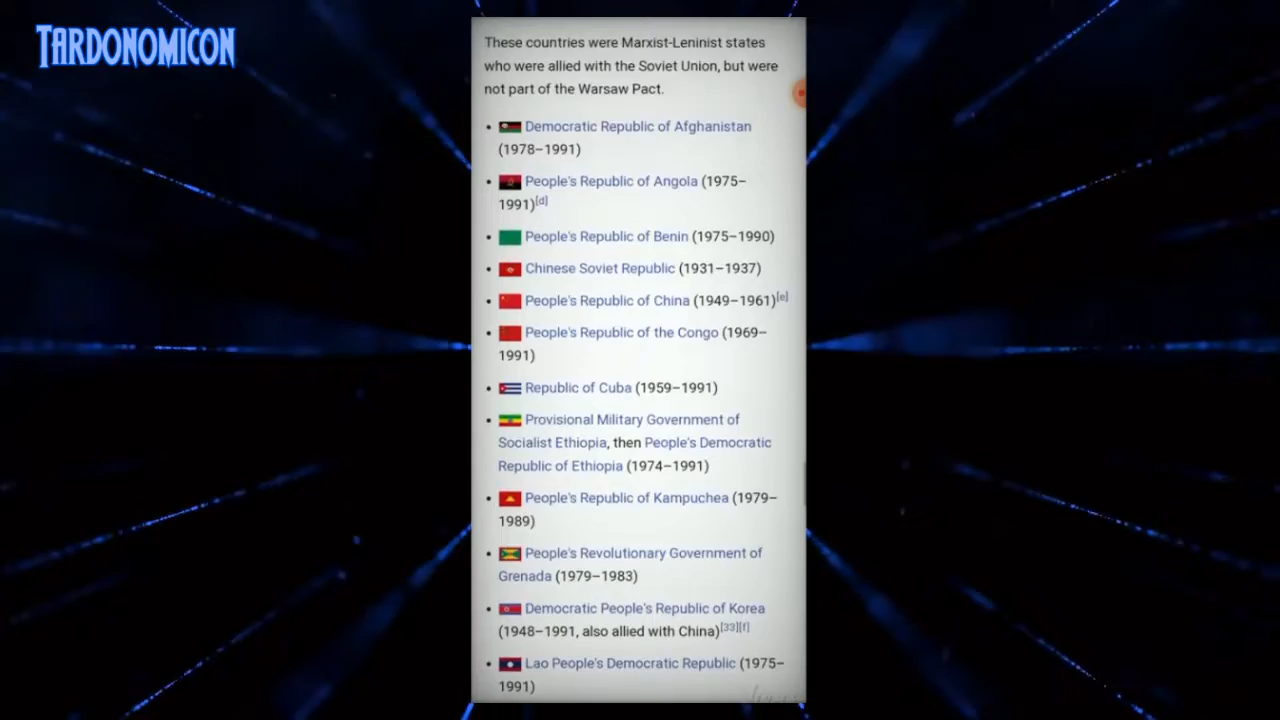 TARDONOMICON
These countries were Marxist-Leninist states
who were allied with the Soviet Union, but were
not part of the Warsaw Pact.
• Democratic Republic of Afghanistan
(1978–1991)
• People's Republic of Angola (1975–
1991)[d]
• People's Republic of Benin (1975–1990)
• Chinese Soviet Republic (1931–1937)
• People's Republic of China (1949–1961)[e]
• People's Republic of the Congo (1969–
1991)
• Republic of Cuba (1959–1991)
• Provisional Military Government of
Socialist Ethiopia, then People's Democratic
Republic of Ethiopia (1974–1991)
• People's Republic of Kampuchea (1979–
1989)
• People's Revolutionary Government of
Grenada (1979–1983)
• Democratic People's Republic of Korea
(1948–1991, also allied with China)[33][f]
• Lao People's Democratic Republic (1975–
1991)